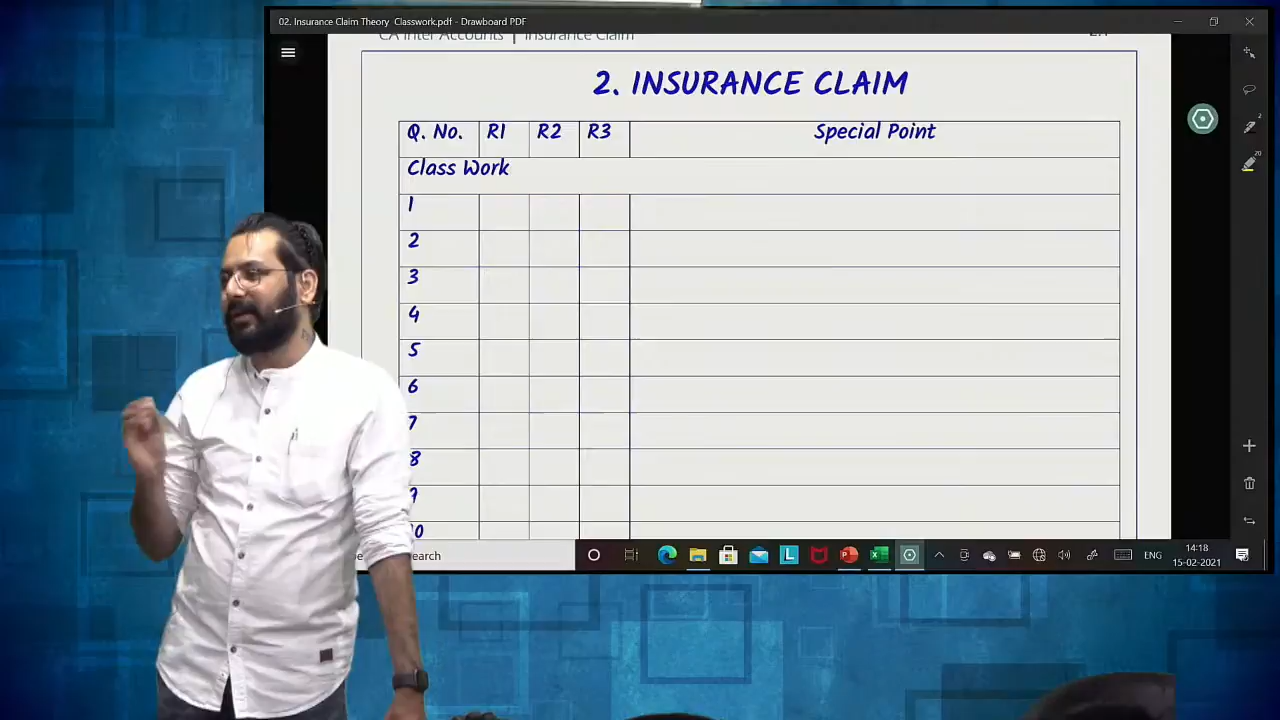 02. Insurance Claim Theory Classwork.pdf - Drawboard PDF
CA Inter Accounts | Insurance Claim
2. INSURANCE CLAIM
Q. No. R1 R2 R3 Special Point
Class Work
1
2
3
4
5
6
7
8
9
10
earch
ENG
14:18
15-02-2021